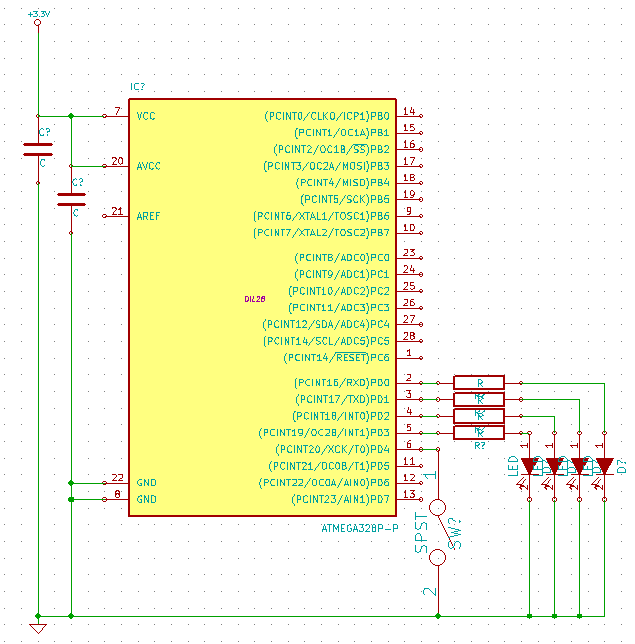 +3.3V
IC?
7 VCC (PCINT0/CLKO/ICP1)PB0 14
(PCINT1/OC1A)PB1 15
C? (PCINT2/OC1B/SS)PB2 16
C 20 AVCC (PCINT3/OC2A/MOSI)PB3 17
C? (PCINT4/MISO)PB4 18
(PCINT5/SCK)PB5 19
C 21 AREF (PCINT6/XTAL1/TOSC1)PB6 9
(PCINT7/XTAL2/TOSC2)PB7 10
(PCINT8/ADC0)PC0 23
(PCINT9/ADC1)PC1 24
(PCINT10/ADC2)PC2 25
DIL28 (PCINT11/ADC3)PC3 26
(PCINT12/SDA/ADC4)PC4 27
(PCINT14/SCL/ADC5)PC5 28
(PCINT14/RESET)PC6 1
(PCINT16/RXD)PD0 2 R
(PCINT17/TXD)PD1 3
(PCINT18/INT0)PD2 4
(PCINT19/OC2B/INT3)PD3 5 R
(PCINT20/XCK/T0)PD4 6 R?
(PCINT21/OC0B/T1)PD5 11
22 GND (PCINT22/OC0A/AIN0)PD6 12
8 GND (PCINT23/AIN1)PD7 13
ATMEGA328P-P
1
SPST
SW?
2
LED
1 1 1 1
2 2 2 2
D?